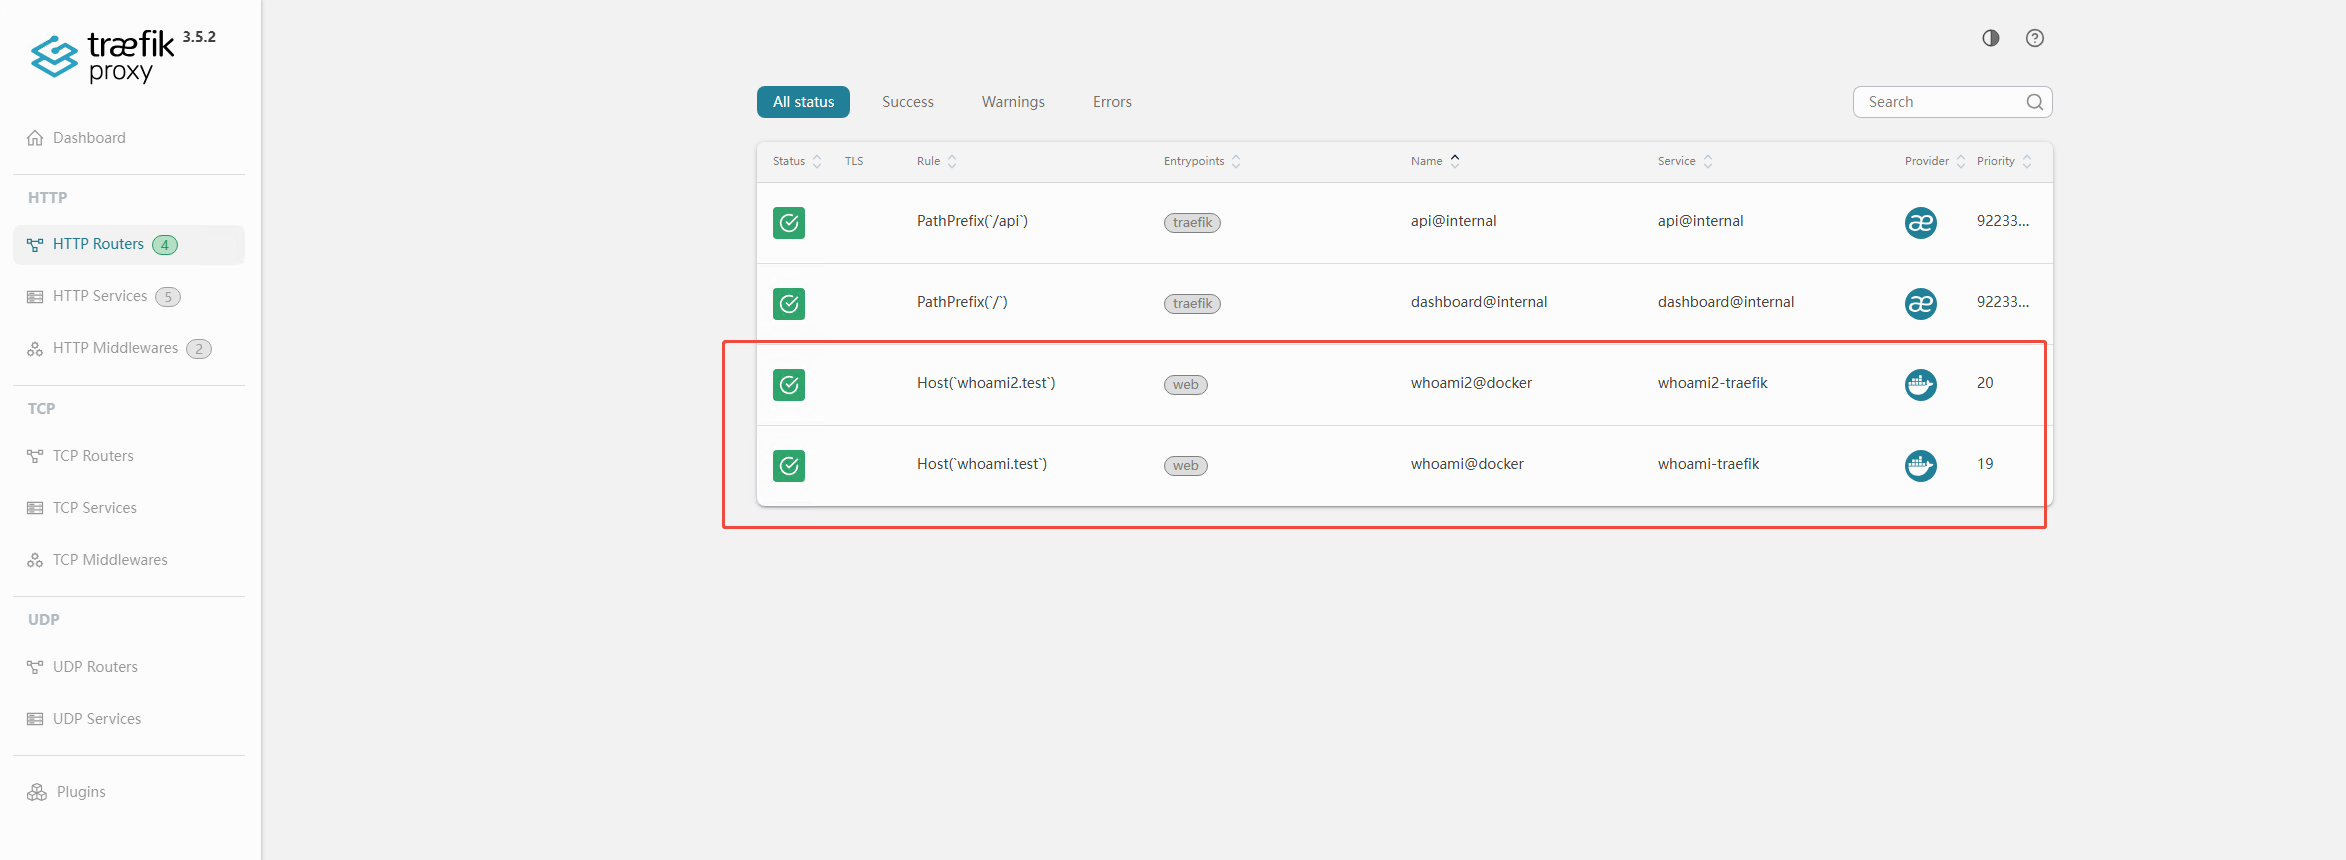 træfik 3.5.2
proxy
Dashboard
HTTP
HTTP Routers 4
HTTP Services 5
HTTP Middlewares 2
TCP
TCP Routers
TCP Services
TCP Middlewares
UDP
UDP Routers
UDP Services
Plugins
All status Success Warnings Errors Search
Status TLS Rule Entrypoints Name Service Provider Priority
PathPrefix(`/api`) traefik api@internal api@internal æ 92233...
PathPrefix(`/`) traefik dashboard@internal dashboard@internal æ 92233...
Host(`whoami2.test`) web whoami2@docker whoami2-traefik 20
Host(`whoami.test`) web whoami@docker whoami-traefik 19